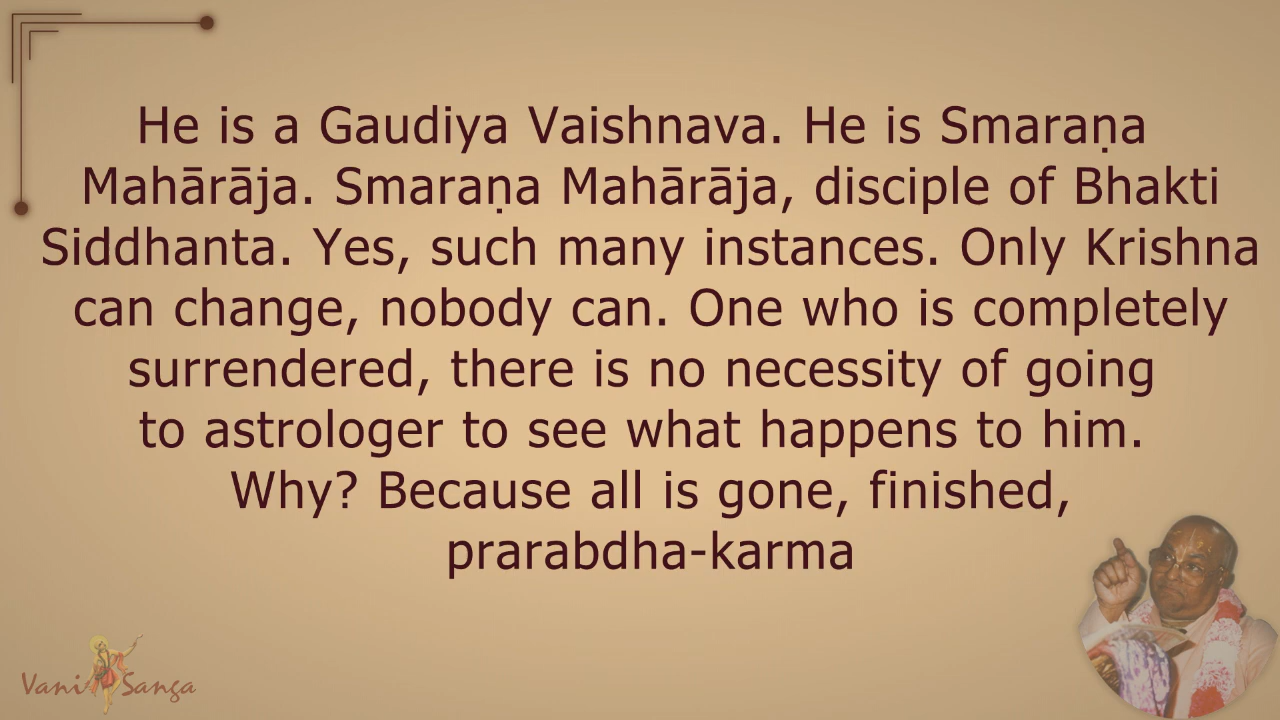 He is a Gaudiya Vaishnava. He is Smaraṇa
Mahārāja. Smaraṇa Mahārāja, disciple of Bhakti
Siddhanta. Yes, such many instances. Only Krishna
can change, nobody can. One who is completely
surrendered, there is no necessity of going
to astrologer to see what happens to him.
Why? Because all is gone, finished,
prarabdha-karma
Vani Sanga